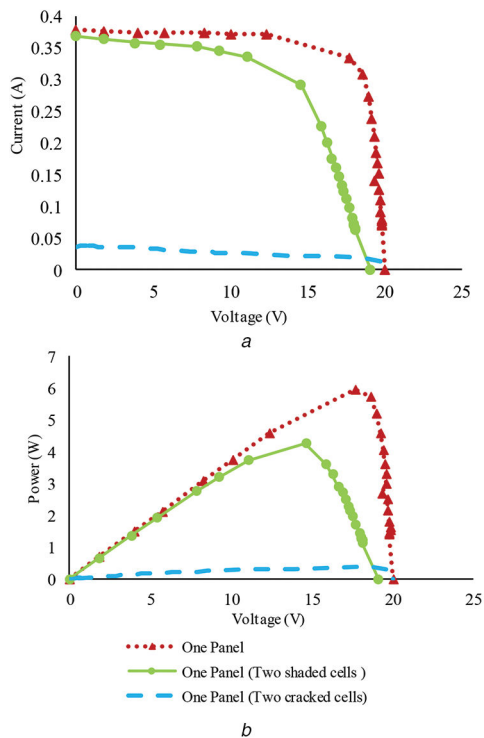 0.4
0.35
0.3
0.25
0.2
0.15
0.1
0.05
0
Current (A)
0 5 10 15 20 25
Voltage (V)
a
7
6
5
4
3
2
1
0
Power (W)
0 5 10 15 20 25
Voltage (V)
One Panel
One Panel (Two shaded cells )
One Panel (Two cracked cells)
b